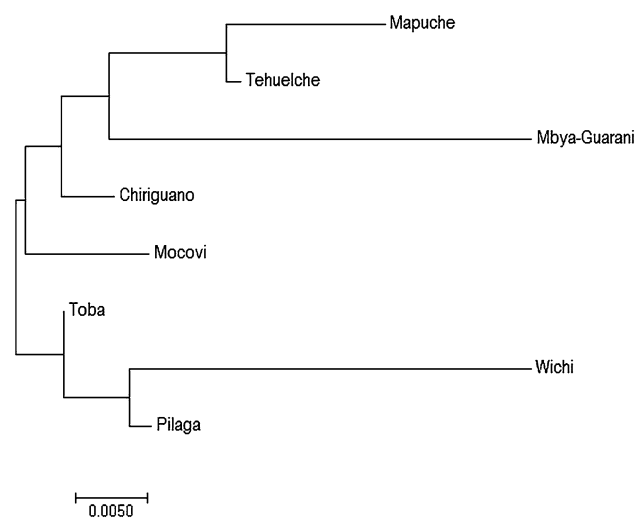 Mapuche
Tehuelche
Mbya-Guarani
Chiriguano
Mocovi
Toba
Wichi
Pilaga
0.0050